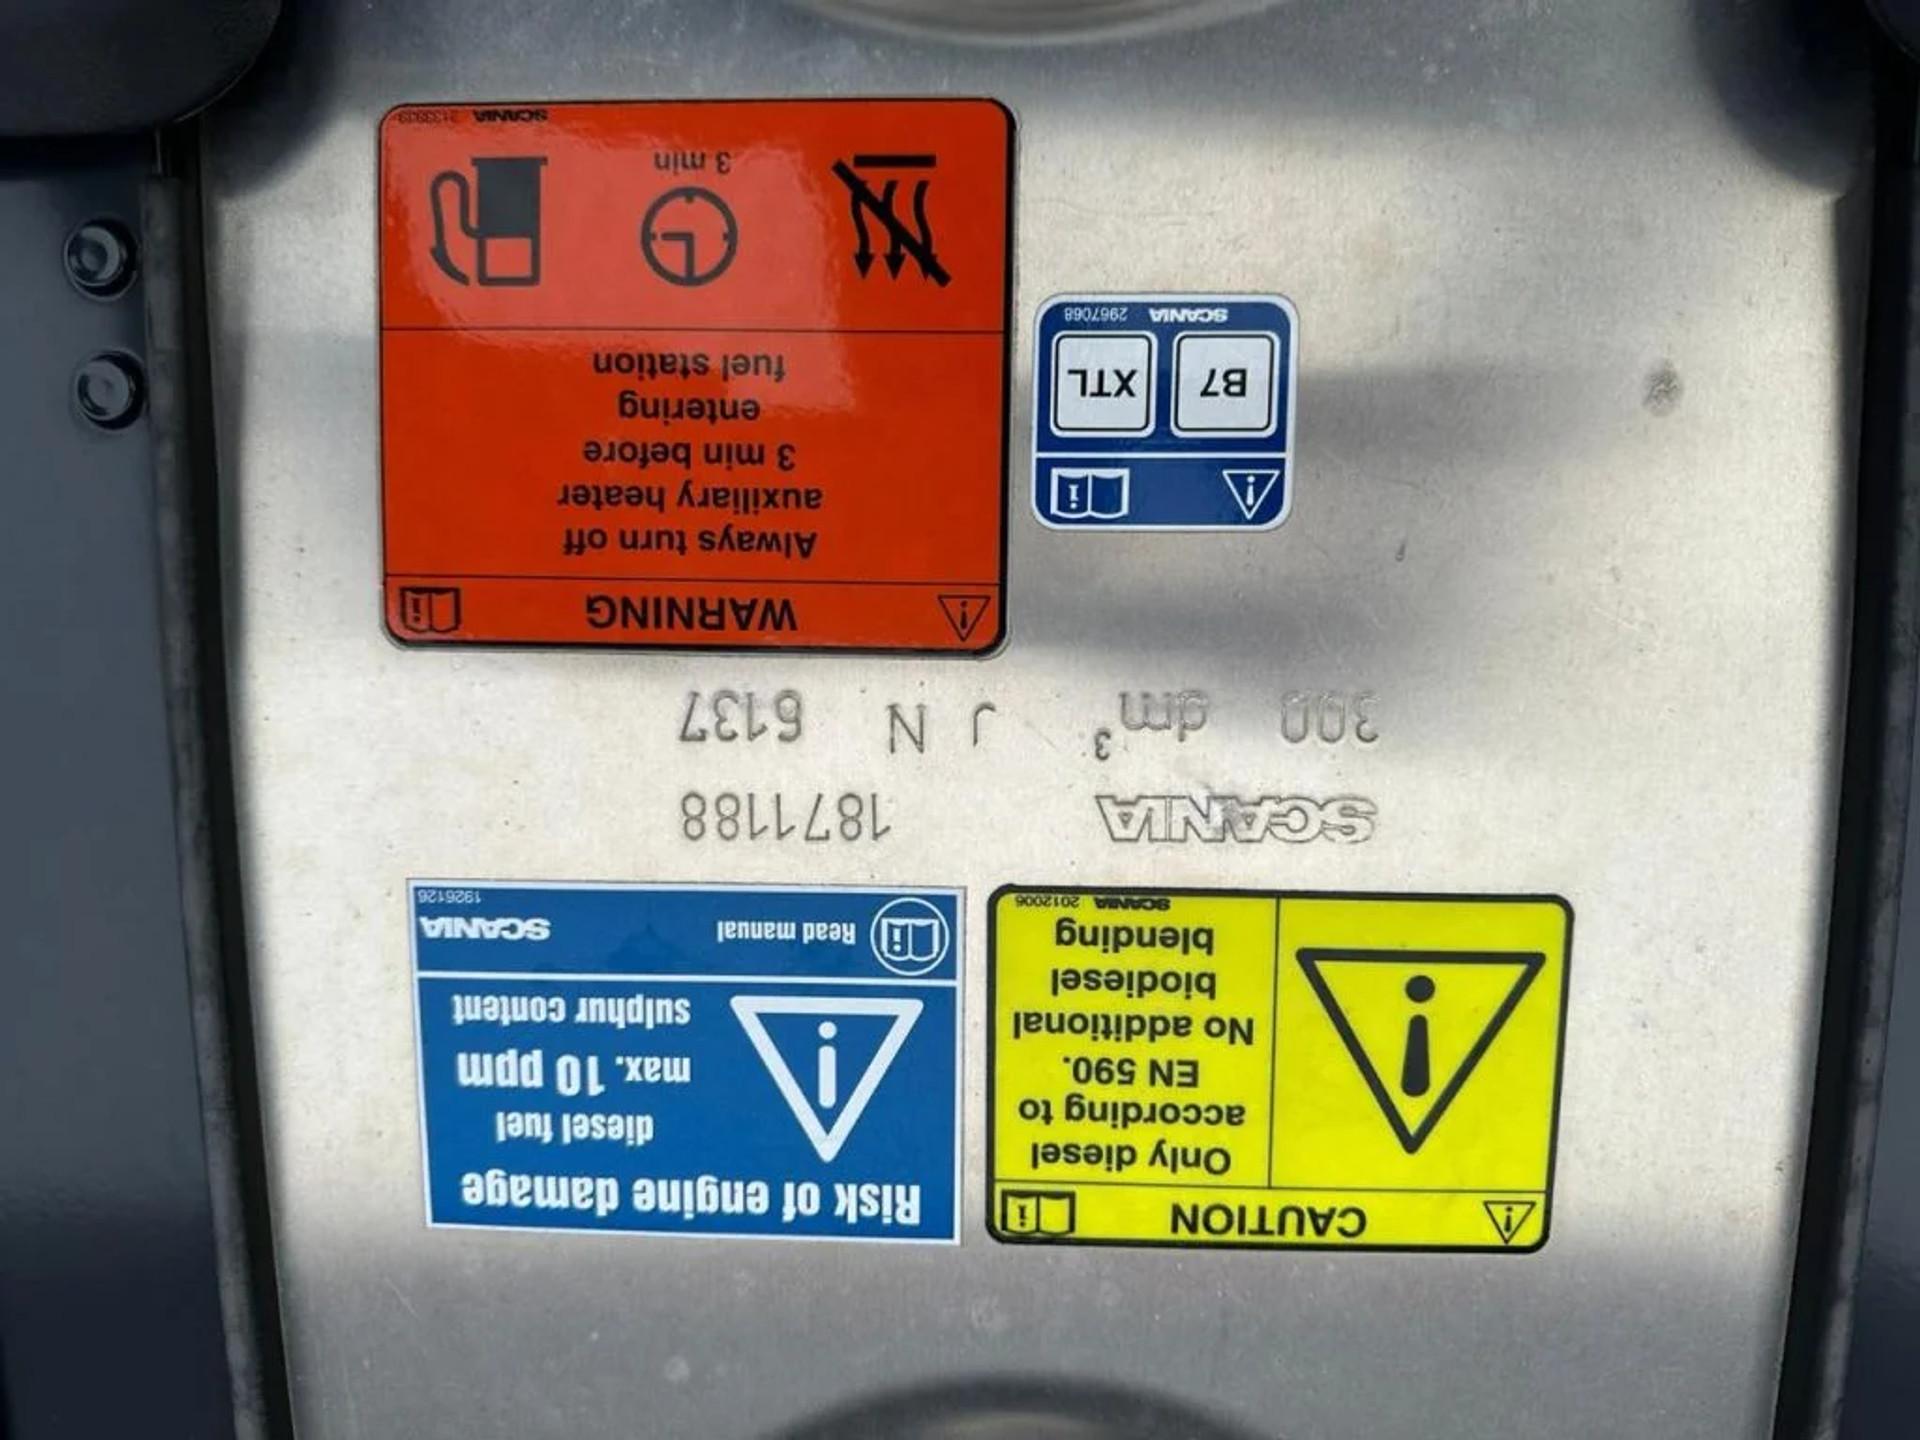 CAUTION
Only diesel
according to
EN 590.
No additional
biodiesel
blending
SCANIA 2012006
Risk of engine damage
diesel fuel
max. 10 ppm
sulphur content
Read manual
SCANIA
1926126
SCANIA 1871188
300 dm³ J N 6137
B7 XTL
SCANIA 2967068
WARNING
Always turn off
auxiliary heater
3 min before
entering
fuel station
3 min
SCANIA